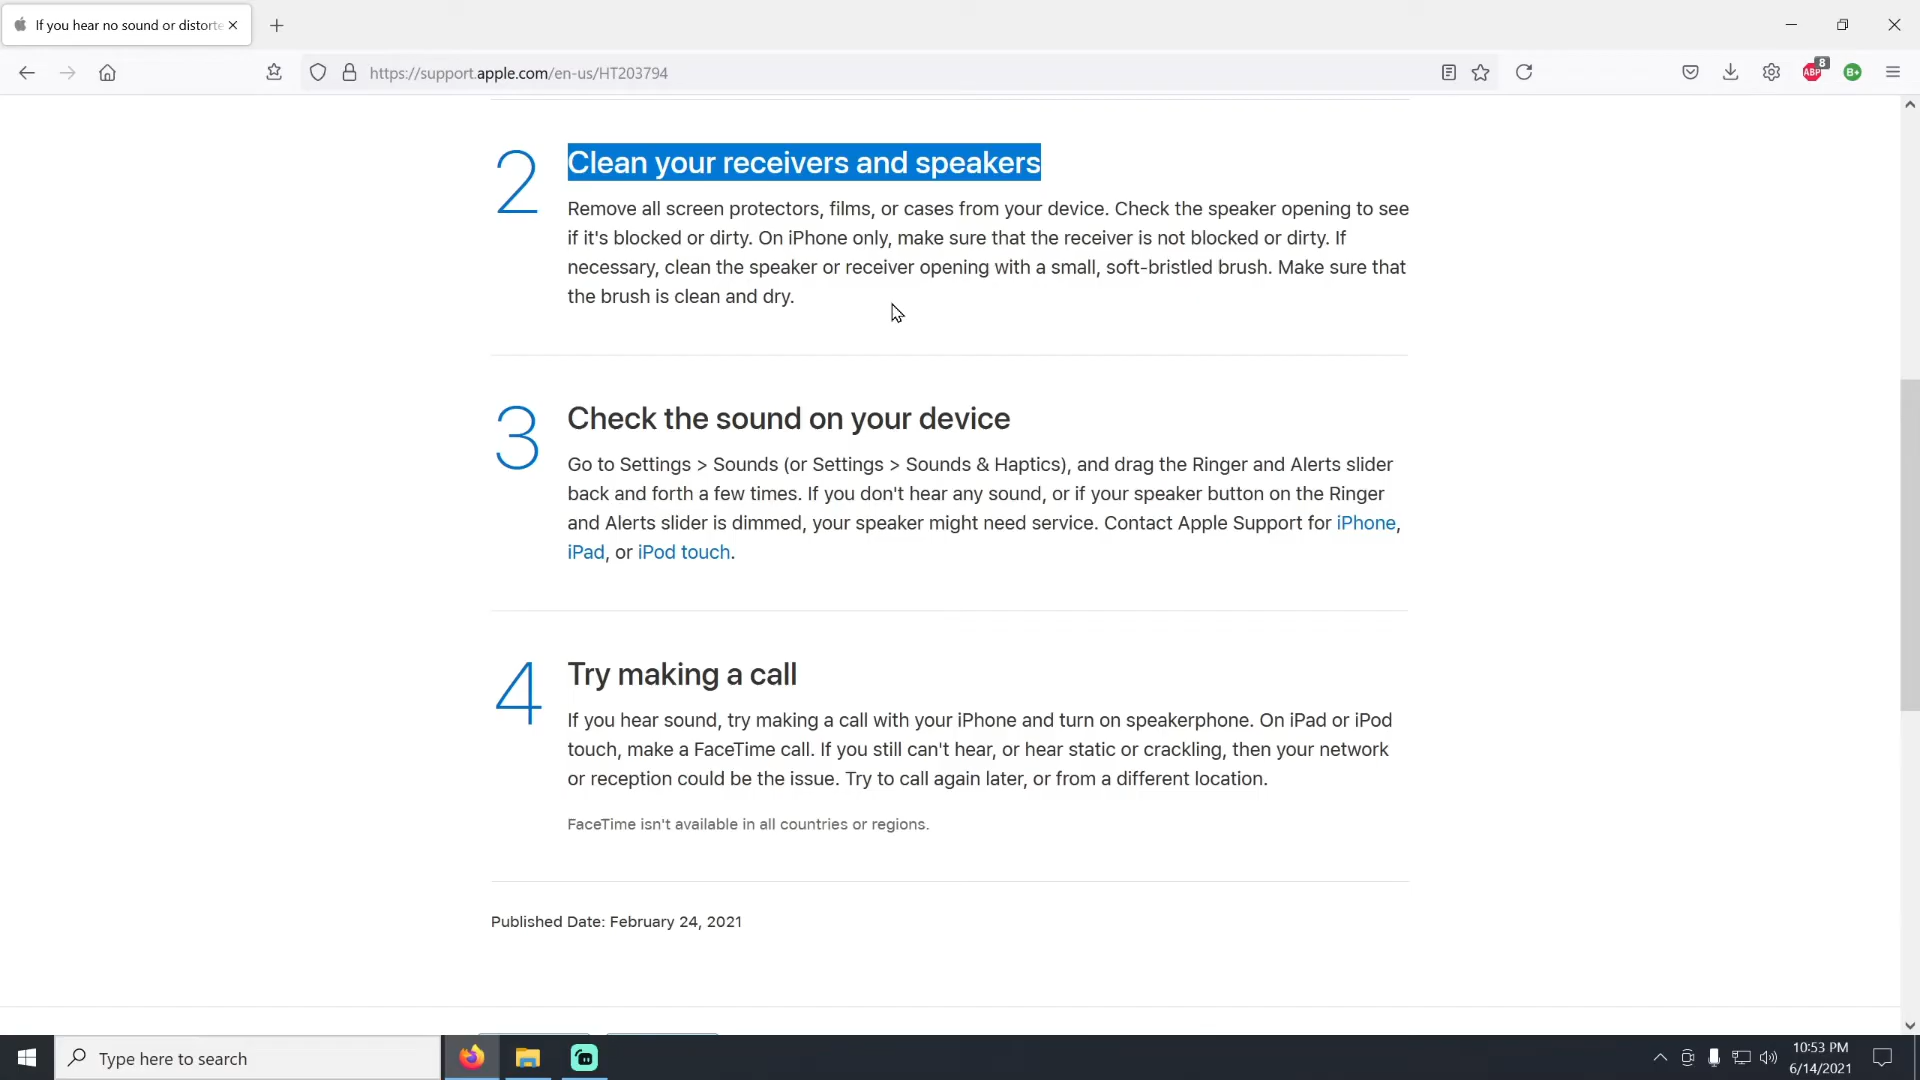 If you hear no sound or distorte
https://support.apple.com/en-us/HT203794
ABP
8
B+
2
Clean your receivers and speakers
Remove all screen protectors, films, or cases from your device. Check the speaker opening to see
if it's blocked or dirty. On iPhone only, make sure that the receiver is not blocked or dirty. If
necessary, clean the speaker or receiver opening with a small, soft-bristled brush. Make sure that
the brush is clean and dry.
3
Check the sound on your device
Go to Settings > Sounds (or Settings > Sounds & Haptics), and drag the Ringer and Alerts slider
back and forth a few times. If you don't hear any sound, or if your speaker button on the Ringer
and Alerts slider is dimmed, your speaker might need service. Contact Apple Support for iPhone,
iPad, or iPod touch.
4
Try making a call
If you hear sound, try making a call with your iPhone and turn on speakerphone. On iPad or iPod
touch, make a FaceTime call. If you still can't hear, or hear static or crackling, then your network
or reception could be the issue. Try to call again later, or from a different location.
FaceTime isn't available in all countries or regions.
Published Date: February 24, 2021
Type here to search
10:53 PM
6/14/2021